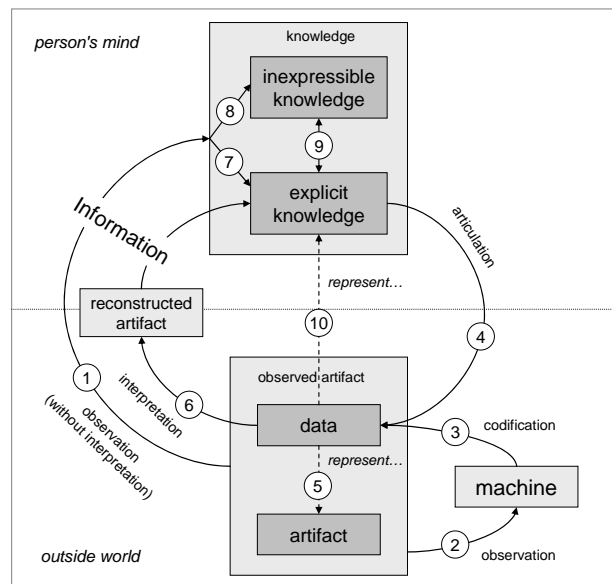 person's mind
knowledge
inexpressible
knowledge
8
9
7
explicit
knowledge
Information
articulation
represent…
reconstructed
artifact
10
4
1
observation
(without interpretation)
interpretation
6
observed artifact
data
3
codification
represent…
5
machine
artifact
2
observation
outside world